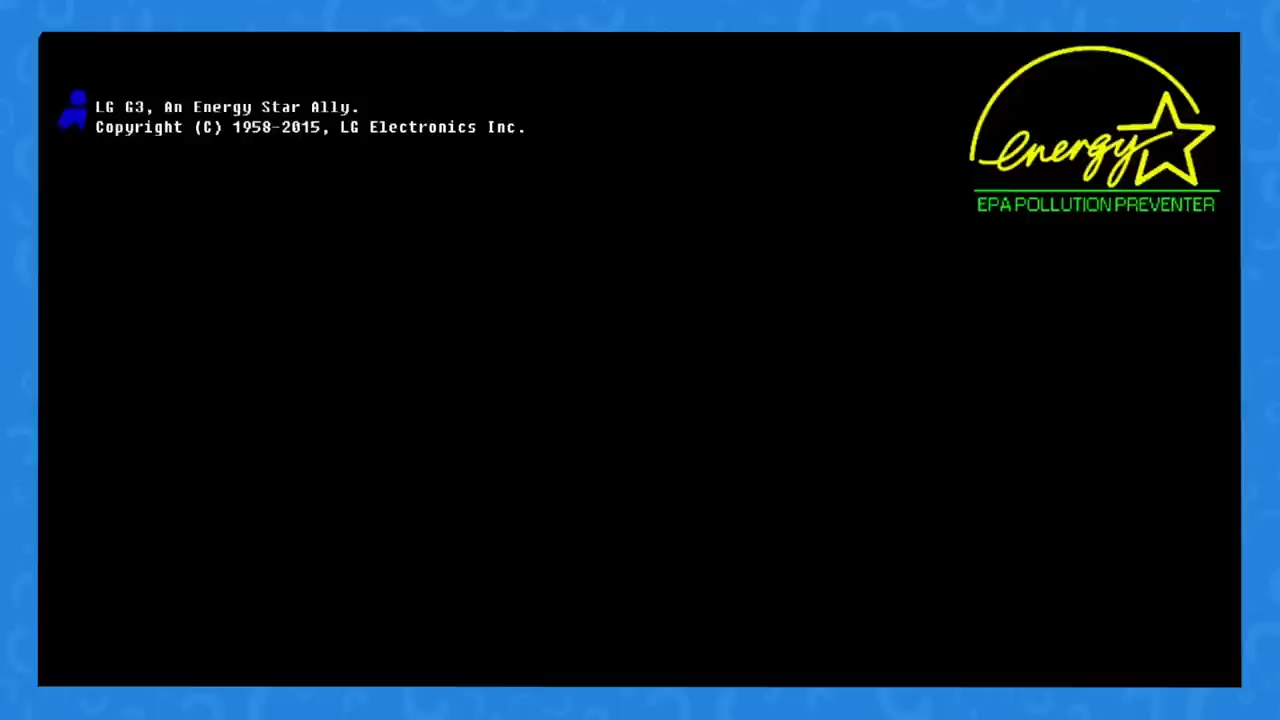 LG G3, An Energy Star Ally.
Copyright (C) 1958-2015, LG Electronics Inc.
energy
EPA POLLUTION PREVENTER